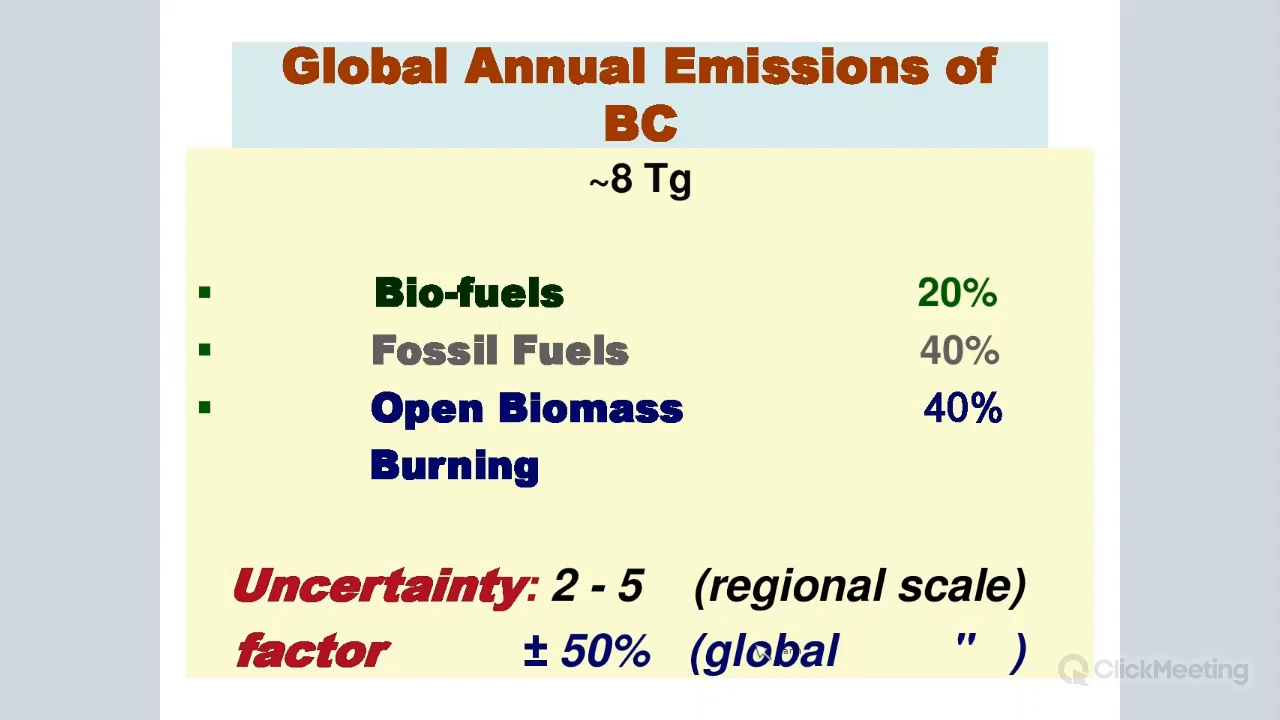 Global Annual Emissions of
BC
~8 Tg
▪ Bio-fuels 20%
▪ Fossil Fuels 40%
▪ Open Biomass 40%
Burning
Uncertainty: 2 - 5 (regional scale)
factor ± 50% (global " )
ClickMeeting